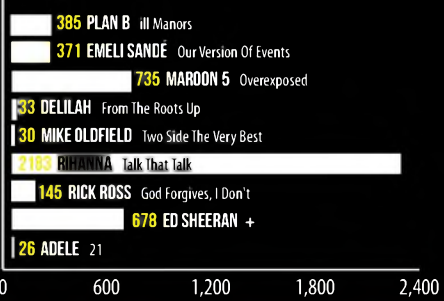 385 PLAN B ill Manors
371 EMELI SANDÉ Our Version Of Events
735 MAROON 5 Overexposed
33 DELILAH From The Roots Up
30 MIKE OLDFIELD Two Side The Very Best
2183 RIHANNA Talk That Talk
145 RICK ROSS God Forgives, I Don't
678 ED SHEERAN +
26 ADELE 21
0 600 1,200 1,800 2,400